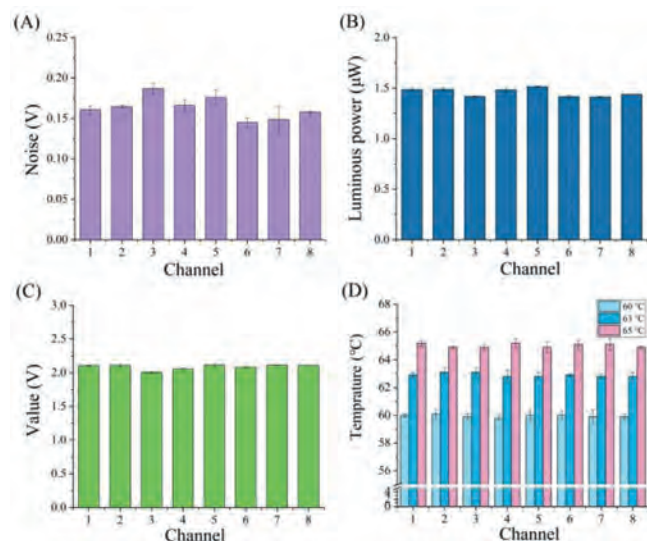 (A)
0.25
0.20
0.15
0.10
0.05
0.00
Noise (V)
1 2 3 4 5 6 7 8
Channel
(B)
2.0
1.5
1.0
0.5
0.0
Luminous power (μW)
1 2 3 4 5 6 7 8
Channel
(C)
3.0
2.5
2.0
1.5
1.0
0.5
0.0
Value (V)
1 2 3 4 5 6 7 8
Channel
(D)
60 °C
63 °C
65 °C
68
66
64
62
60
58
56
4
0
Temprature (°C)
1 2 3 4 5 6 7 8
Channel